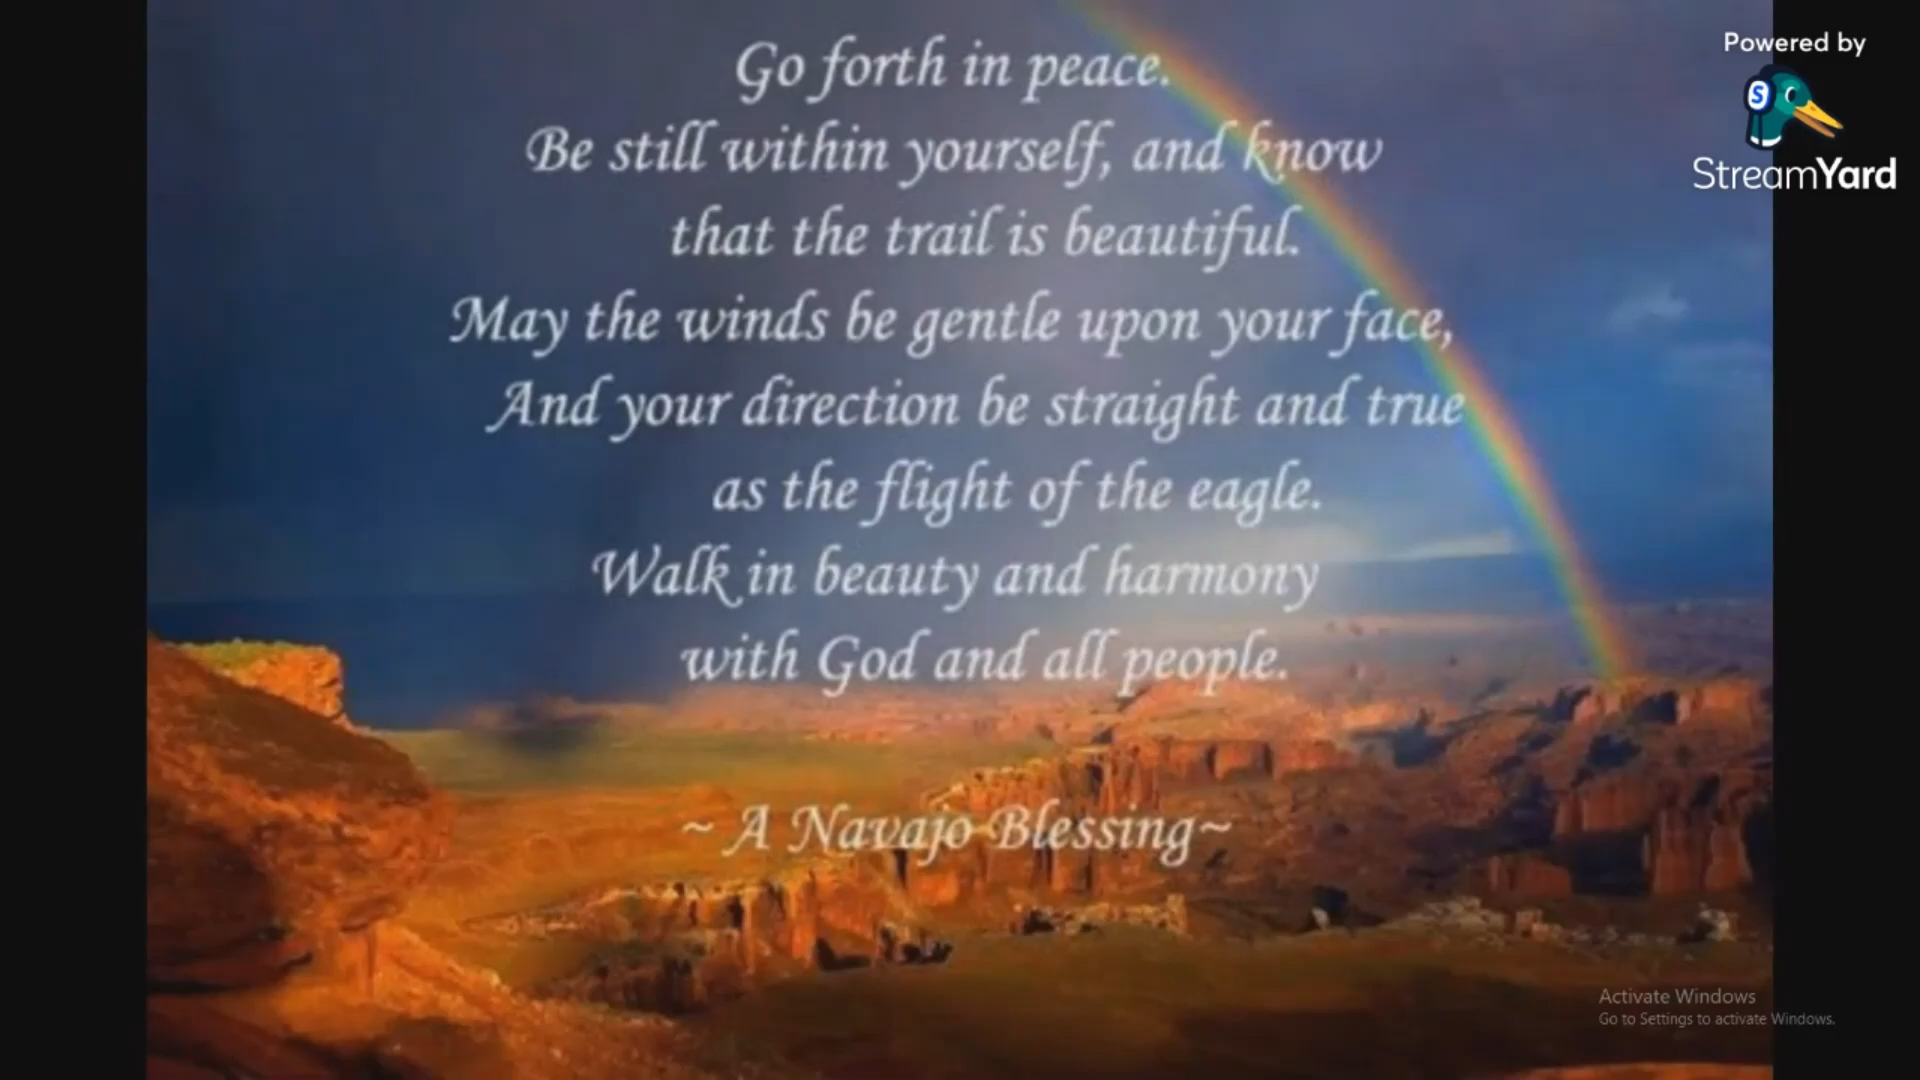 Go forth in peace.
Be still within yourself, and know
that the trail is beautiful.
May the winds be gentle upon your face,
And your direction be straight and true
as the flight of the eagle.
Walk in beauty and harmony
with God and all people.
~ A Navajo Blessing~
Powered by
S
StreamYard
Activate Windows
Go to Settings to activate Windows.